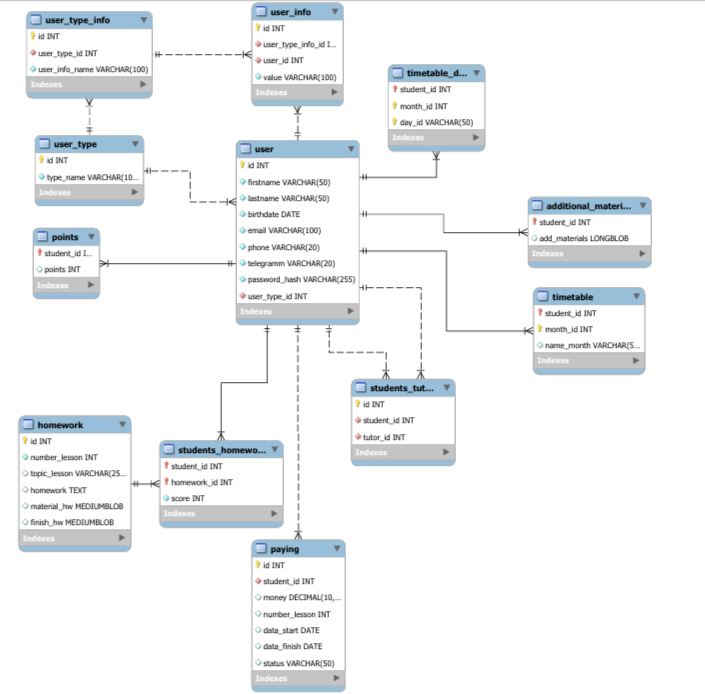 user_type_info
id INT
user_type_id INT
user_info_name VARCHAR(100)
Indexes
user_info
id INT
user_type_info_id I...
user_id INT
value VARCHAR(100)
Indexes
timetable_d...
student_id INT
month_id INT
day_id VARCHAR(50)
Indexes
user_type
id INT
type_name VARCHAR(10...
Indexes
user
id INT
firstname VARCHAR(50)
lastname VARCHAR(50)
birthdate DATE
email VARCHAR(100)
phone VARCHAR(20)
telegramm VARCHAR(20)
password_hash VARCHAR(255)
user_type_id INT
Indexes
additional_materi...
student_id INT
add_materials LONGBLOB
Indexes
points
student_id I...
points INT
Indexes
timetable
student_id INT
month_id INT
name_month VARCHAR(5...
Indexes
students_tut...
id INT
student_id INT
tutor_id INT
Indexes
homework
id INT
number_lesson INT
topic_lesson VARCHAR(25...
homework TEXT
material_hw MEDIUMBLOB
finish_hw MEDIUMBLOB
Indexes
students_homewo...
student_id INT
homework_id INT
score INT
Indexes
paying
id INT
student_id INT
money DECIMAL(10,...
number_lesson INT
data_start DATE
data_finish DATE
status VARCHAR(50)
Indexes